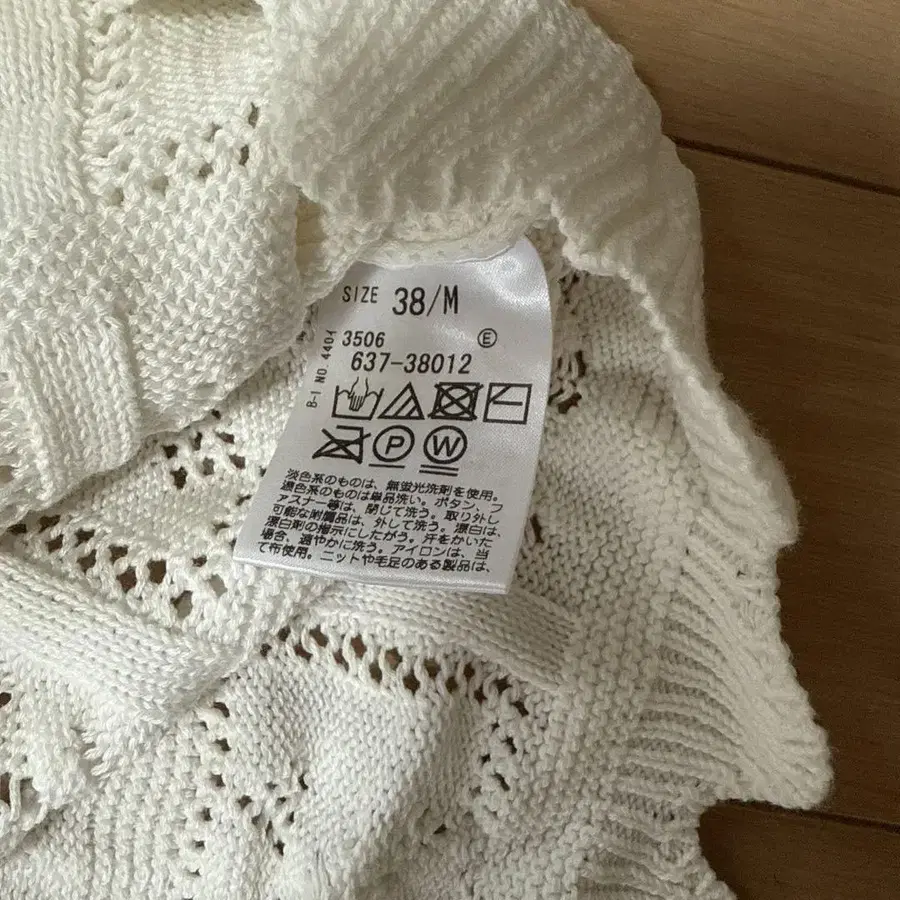 SIZE 38/M
3506 Ⓔ
637-38012
B-1 NO.4404
P W
淡色系のものは、無蛍光洗剤を使用。
濃色系のものは単品洗い。ボタン、フ
ァスナー等は、閉じて洗う。取り外し
可能な附属品は、外して洗う。漂白は、
漂白剤の指示にしたがう。汗をかいた
場合、速やかに洗う。アイロンは、当
て布使用。ニットや毛足のある製品は、